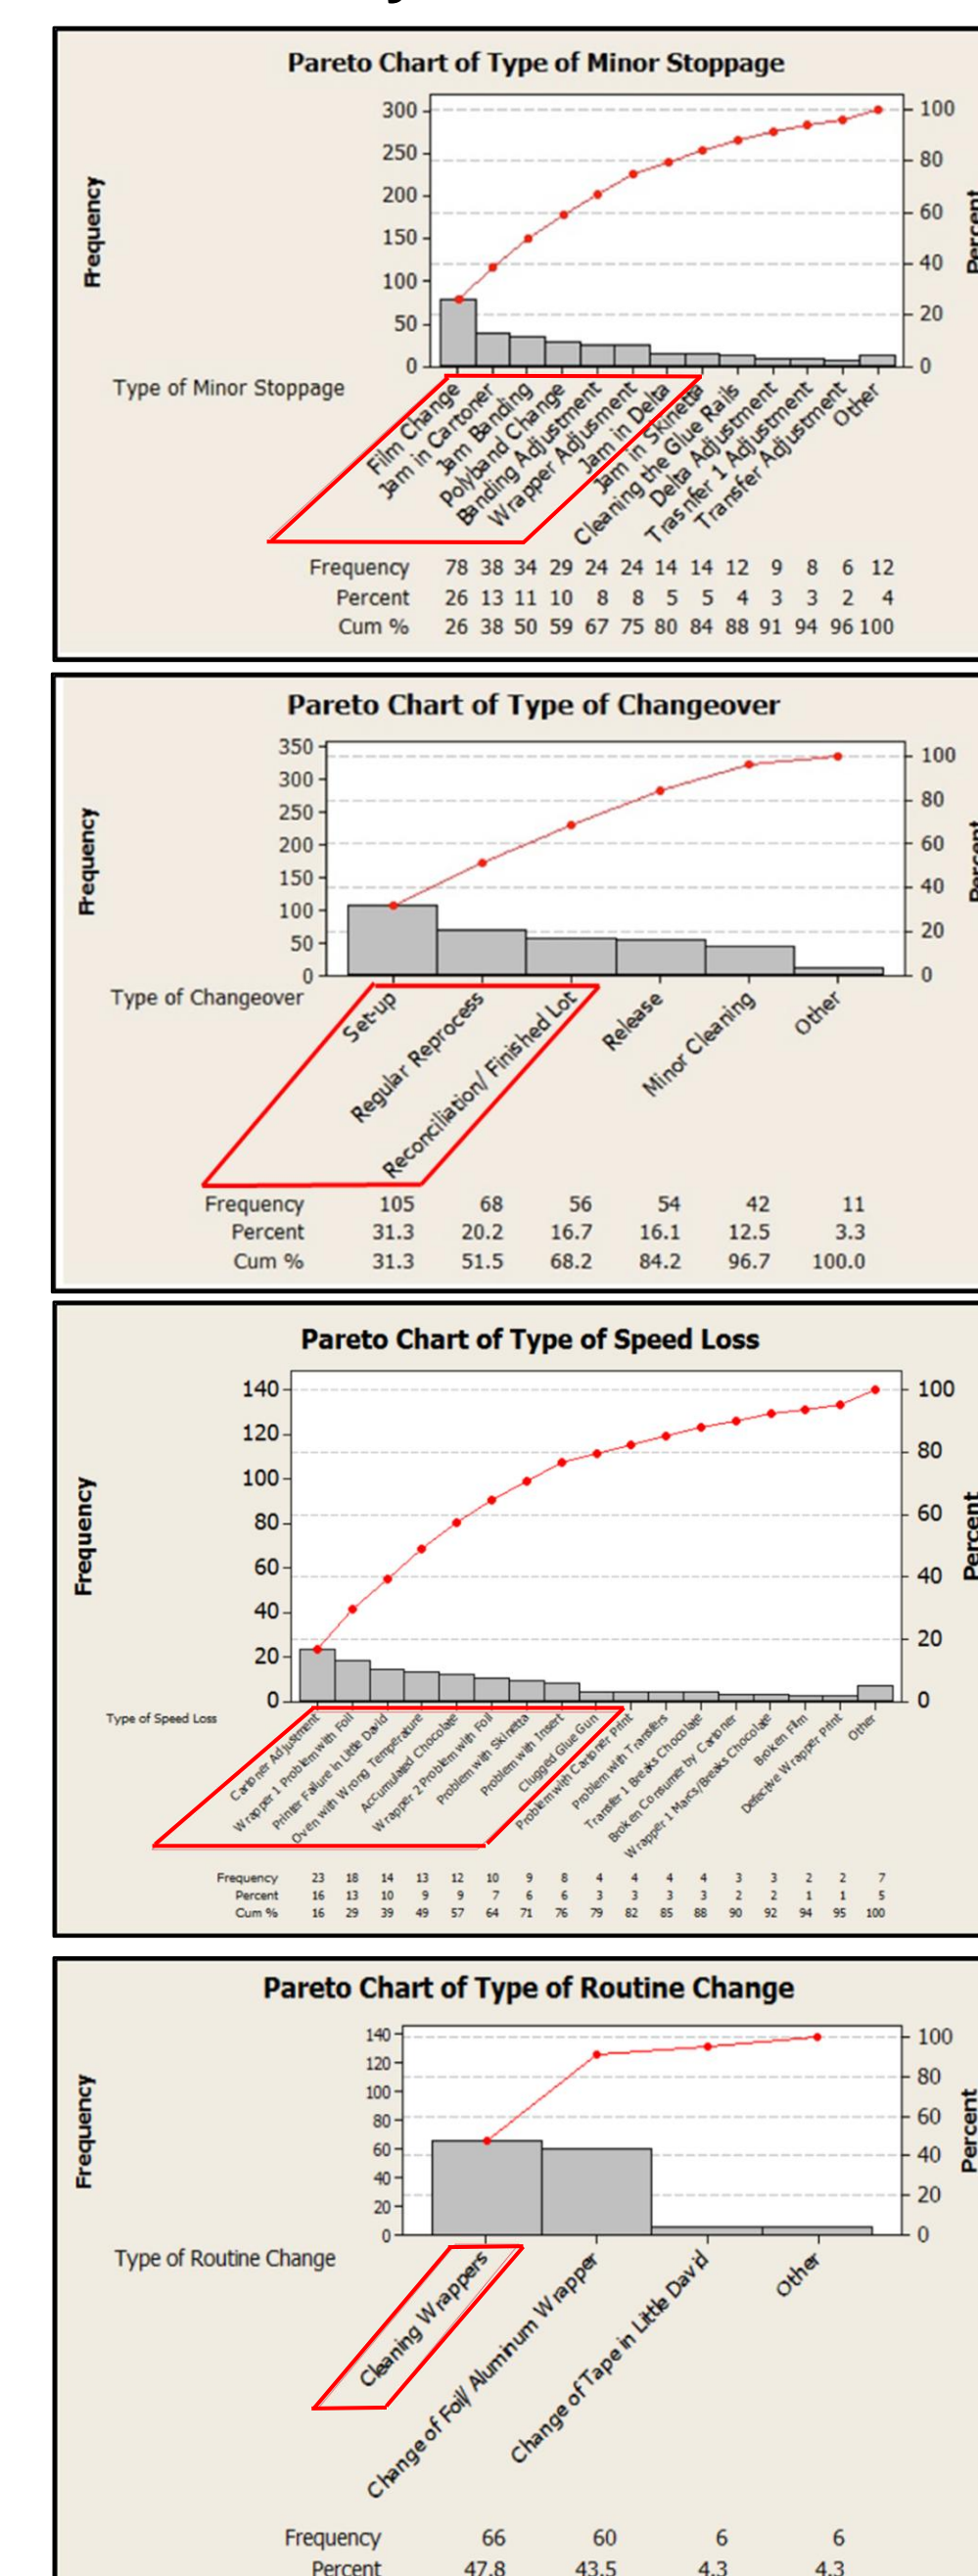 Pareto Chart of Type of Minor Stoppage
Frequency
300
250
200
150
100
50
0
100
80
60
40
20
0
Percent
Type of Minor Stoppage
Film Change
Jam in Cartoner
Jam Banding
Polyband Change
Banding Adjustment
Wrapper Adjusment
Jam in Delta
Jam in Skinetta
Cleaning the Glue Rails
Delta Adjustment
Trasnfer 1 Adjustment
Transfer Adjustment
Other
Frequency 78 38 34 29 24 24 14 14 12 9 8 6 12
Percent 26 13 11 10 8 8 5 5 4 3 3 2 4
Cum % 26 38 50 59 67 75 80 84 88 91 94 96 100
Pareto Chart of Type of Changeover
Frequency
350
300
250
200
150
100
50
0
100
80
60
40
20
0
Percent
Type of Changeover
Set-up
Regular Reprocess
Reconciliation/ Finished Lot
Release
Minor Cleaning
Other
Frequency 105 68 56 54 42 11
Percent 31.3 20.2 16.7 16.1 12.5 3.3
Cum % 31.3 51.5 68.2 84.2 96.7 100.0
Pareto Chart of Type of Speed Loss
Frequency
140
120
100
80
60
40
20
0
100
80
60
40
20
0
Percent
Type of Speed Loss
Cartoner Adjustment
Wrapper 1 Problem with Foil
Printer Failure In Little David
Oven with Wrong Temperature
Accumulated Chocolate
Wrapper 2 Problem with Foil
Problem with Skinetta
Problem with Insert
Clugged Glue Gun
Problem with Cartoner Print
Problem with Transfers
Transfer 1 Breaks Chocolate
Broken Consumer by Cartoner
Wrapper 1 Marcs/Breaks Chocolate
Broken Film
Defective Wrapper Print
Other
Frequency 23 18 14 13 12 10 9 8 4 4 4 4 3 3 2 2 7
Percent 16 13 10 9 9 7 6 6 3 3 3 3 2 2 1 1 5
Cum % 16 29 39 49 57 64 71 76 79 82 85 88 90 92 94 95 100
Pareto Chart of Type of Routine Change
Frequency
140
120
100
80
60
40
20
0
100
80
60
40
20
0
Percent
Type of Routine Change
Cleaning Wrappers
Change of Foil/ Aluminum Wrapper
Change of Tape in Little David
Other
Frequency 66 60 6 6
Percent 47.8 43.5 4.3 4.3